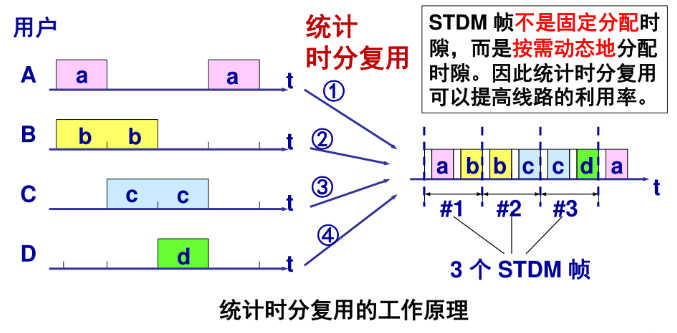 用户
统计
时分复用
STDM 帧不是固定分配时
隙，而是按需动态地分配
时隙。因此统计时分复用
可以提高线路的利用率。
A a a t
①
B b b t
②
C c c t
③
D d t
④
a b b c c d a t
#1 #2 #3
3 个 STDM 帧
统计时分复用的工作原理